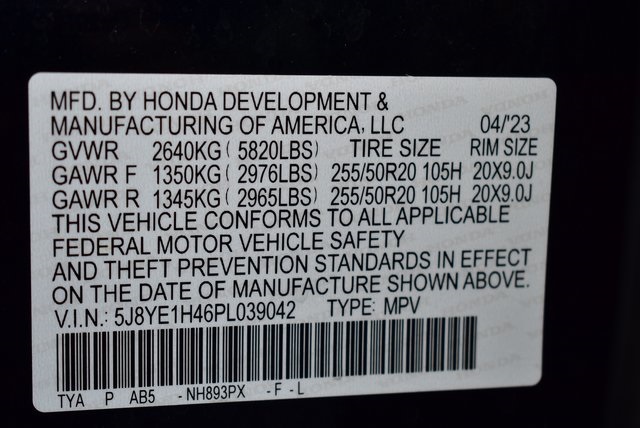 MFD. BY HONDA DEVELOPMENT &
MANUFACTURING OF AMERICA, LLC 04/'23
GVWR 2640KG ( 5820LBS) TIRE SIZE RIM SIZE
GAWR F 1350KG ( 2976LBS) 255/50R20 105H 20X9.0J
GAWR R 1345KG ( 2965LBS) 255/50R20 105H 20X9.0J
THIS VEHICLE CONFORMS TO ALL APPLICABLE
FEDERAL MOTOR VEHICLE SAFETY
AND THEFT PREVENTION STANDARDS IN EFFECT
ON THE DATE OF MANUFACTURE SHOWN ABOVE.
V.I.N.: 5J8YE1H46PL039042 TYPE: MPV
TYA P AB5 -NH893PX -F -L